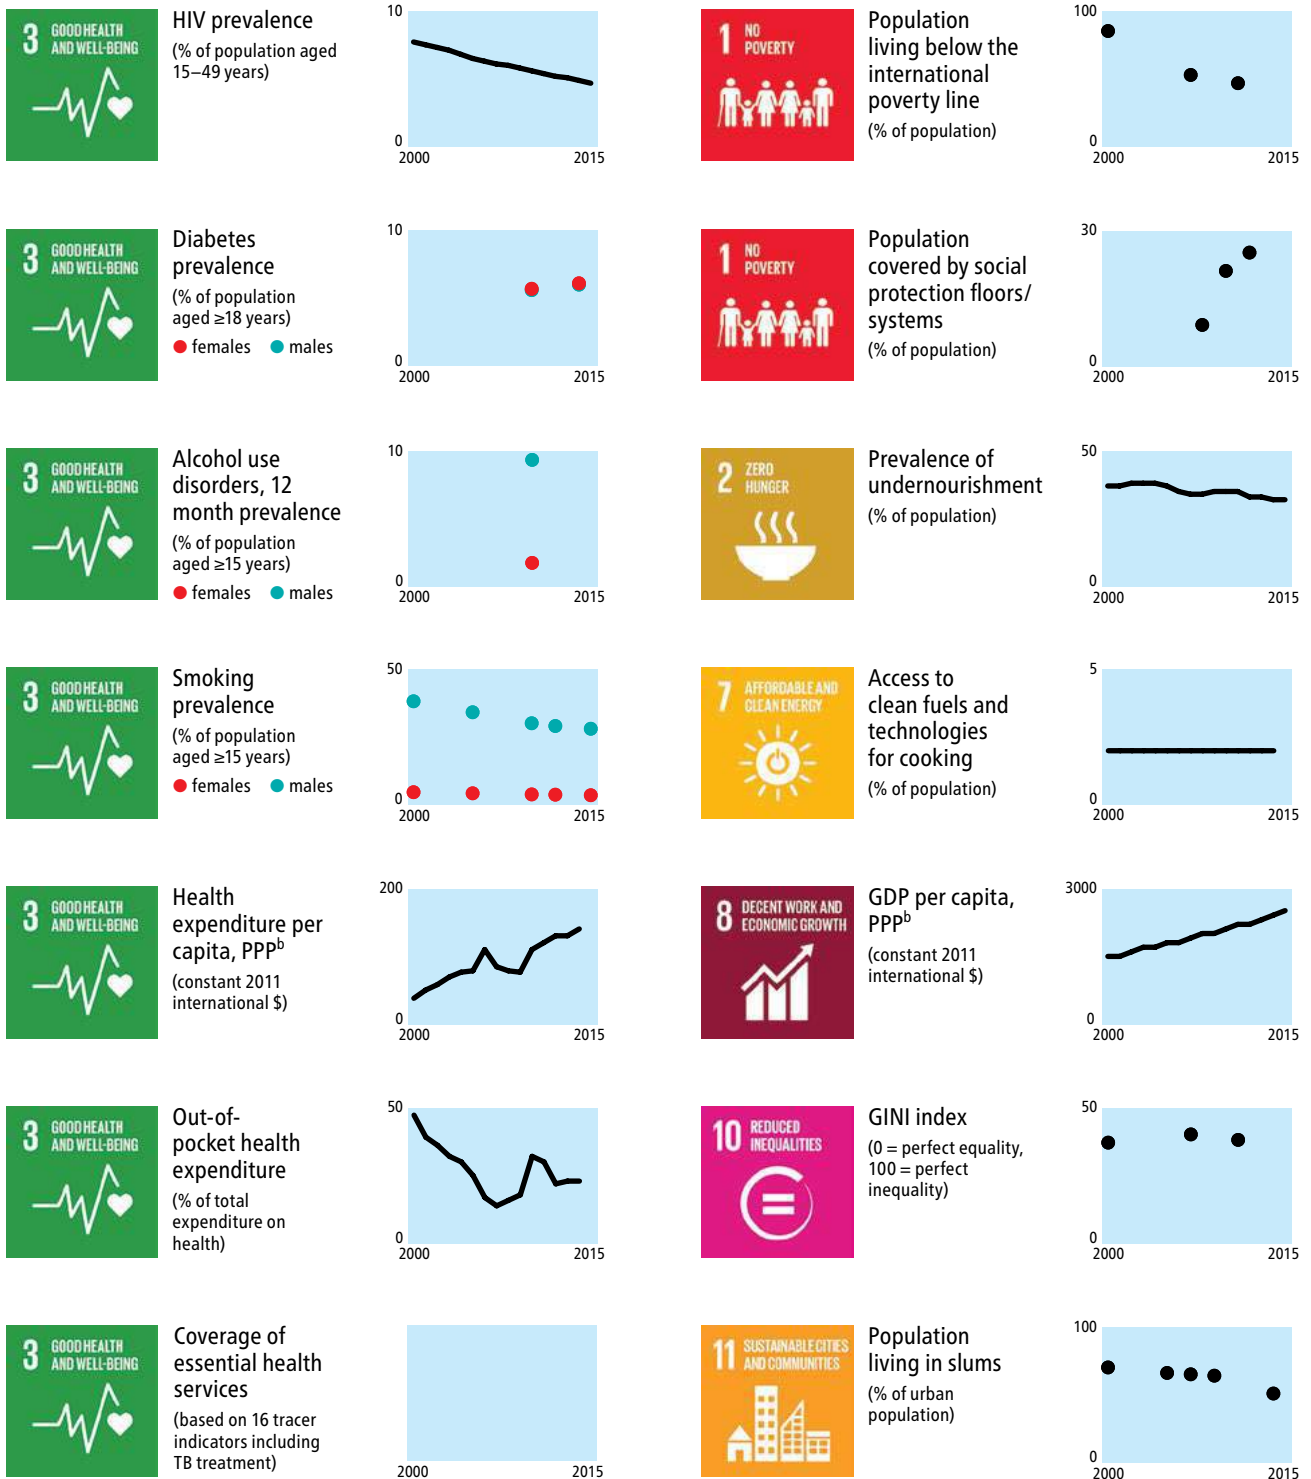 3 GOOD HEALTH
AND WELL-BEING
HIV prevalence
(% of population aged
15–49 years)
10
0
2000 2015
3 GOOD HEALTH
AND WELL-BEING
Diabetes
prevalence
(% of population
aged ≥18 years)
females males
10
0
2000 2015
3 GOOD HEALTH
AND WELL-BEING
Alcohol use
disorders, 12
month prevalence
(% of population
aged ≥15 years)
females males
10
0
2000 2015
3 GOOD HEALTH
AND WELL-BEING
Smoking
prevalence
(% of population
aged ≥15 years)
females males
50
0
2000 2015
3 GOOD HEALTH
AND WELL-BEING
Health
expenditure per
capita, PPPᵇ
(constant 2011
international $)
200
0
2000 2015
3 GOOD HEALTH
AND WELL-BEING
Out-of-
pocket health
expenditure
(% of total
expenditure on
health)
50
0
2000 2015
3 GOOD HEALTH
AND WELL-BEING
Coverage of
essential health
services
(based on 16 tracer
indicators including
TB treatment)
2000 2015
1 NO
POVERTY
Population
living below the
international
poverty line
(% of population)
100
0
2000 2015
1 NO
POVERTY
Population
covered by social
protection floors/
systems
(% of population)
30
0
2000 2015
2 ZERO
HUNGER
Prevalence of
undernourishment
(% of population)
50
0
2000 2015
7 AFFORDABLE AND
CLEAN ENERGY
Access to
clean fuels and
technologies
for cooking
(% of population)
5
0
2000 2015
8 DECENT WORK AND
ECONOMIC GROWTH
GDP per capita,
PPPᵇ
(constant 2011
international $)
3000
0
2000 2015
10 REDUCED
INEQUALITIES
GINI index
(0 = perfect equality,
100 = perfect
inequality)
50
0
2000 2015
11 SUSTAINABLE CITIES
AND COMMUNITIES
Population
living in slums
(% of urban
population)
100
0
2000 2015